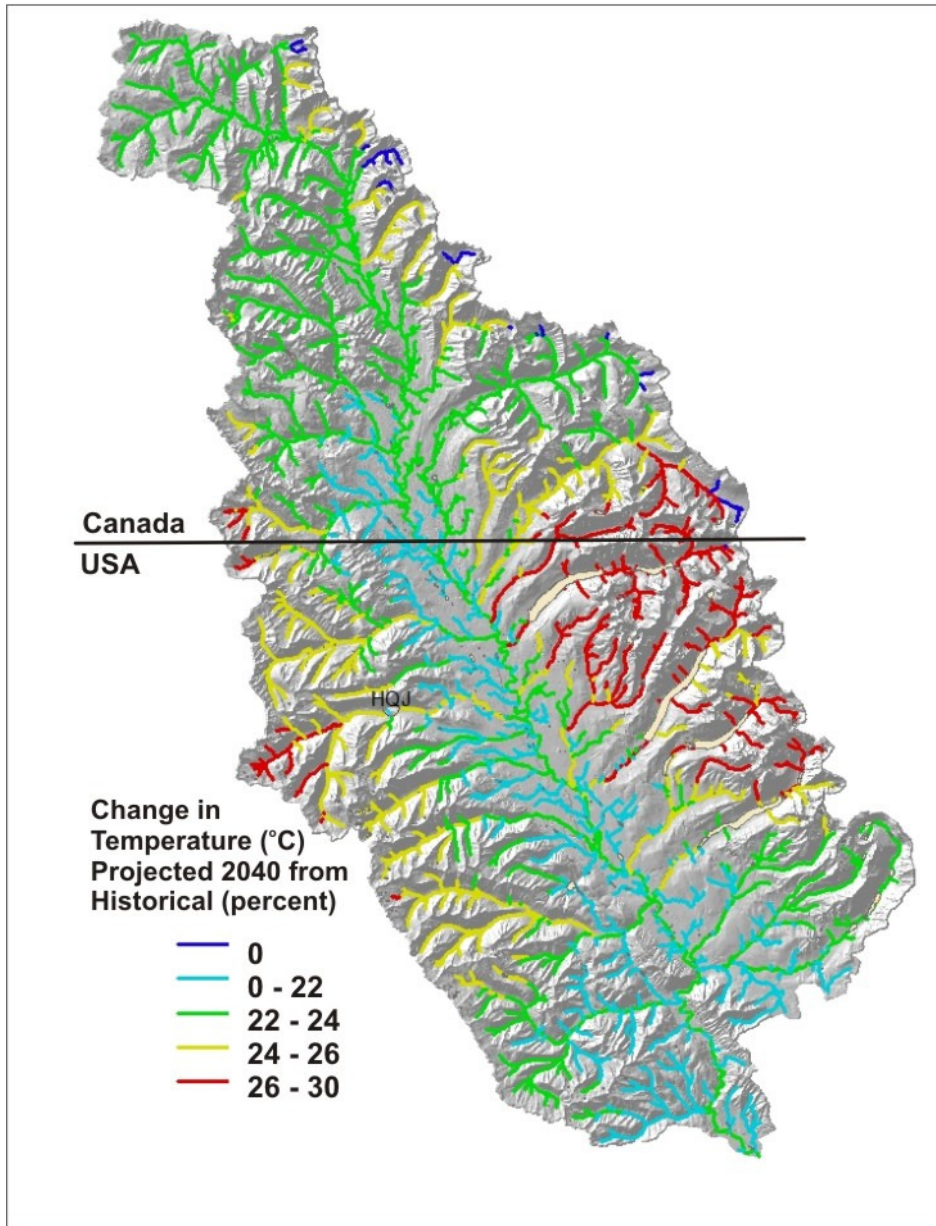 Canada
USA
HQJ
Change in
Temperature (°C)
Projected 2040 from
Historical (percent)
0
0 - 22
22 - 24
24 - 26
26 - 30